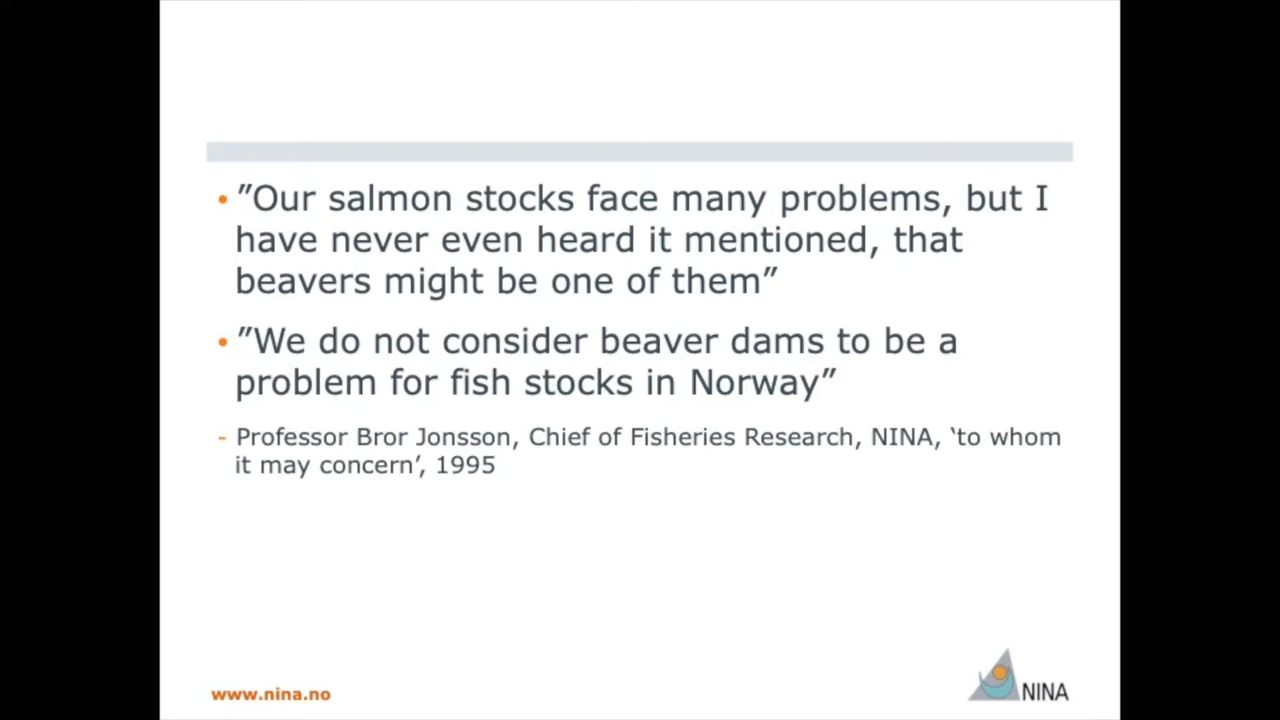 • ”Our salmon stocks face many problems, but I
have never even heard it mentioned, that
beavers might be one of them”
• ”We do not consider beaver dams to be a
problem for fish stocks in Norway”
- Professor Bror Jonsson, Chief of Fisheries Research, NINA, ‘to whom
it may concern’, 1995
www.nina.no
NINA